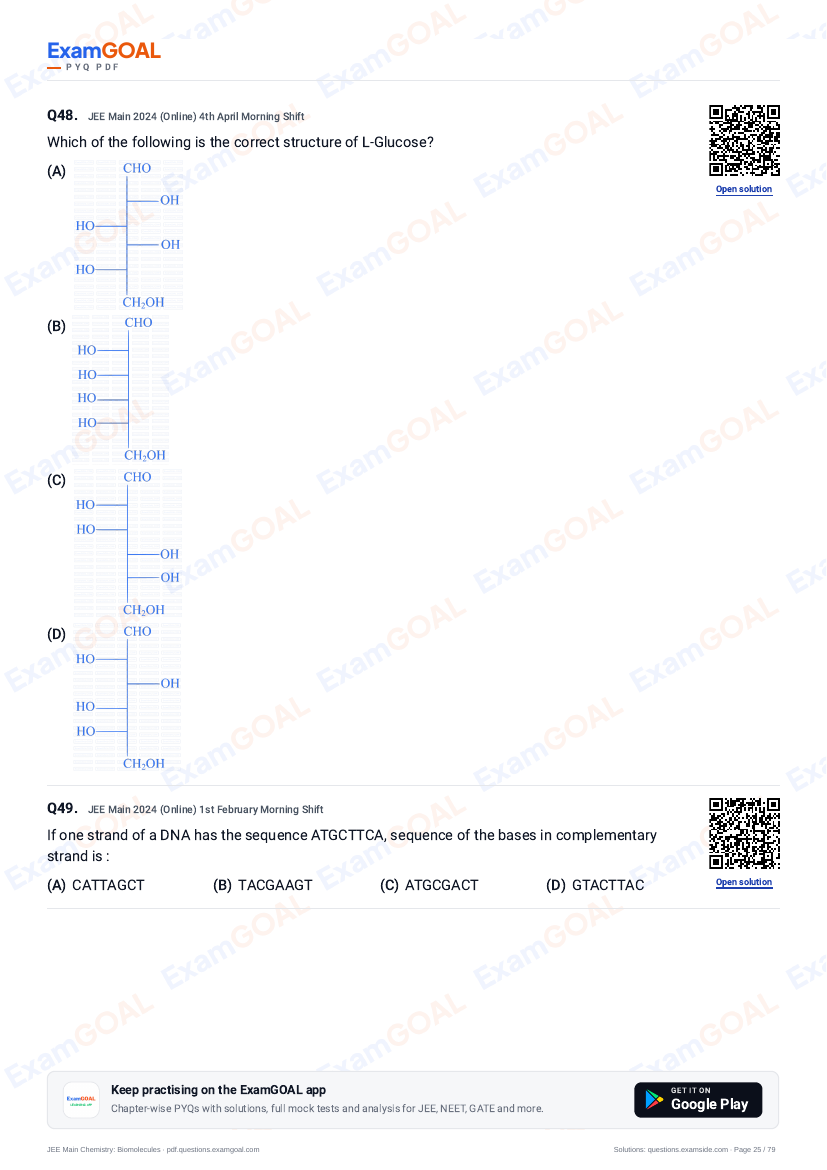 ExamGOAL
PYQ PDF
Q48. JEE Main 2024 (Online) 4th April Morning Shift
Which of the following is the correct structure of L-Glucose?
Open solution
(A)
CHO
OH
HO
OH
HO
CH₂OH
(B)
CHO
HO
HO
HO
HO
CH₂OH
(C)
CHO
HO
HO
OH
OH
CH₂OH
(D)
CHO
HO
OH
HO
HO
CH₂OH
Q49. JEE Main 2024 (Online) 1st February Morning Shift
If one strand of a DNA has the sequence ATGCTTCA, sequence of the bases in complementary
strand is :
(A) CATTAGCT (B) TACGAAGT (C) ATGCGACT (D) GTACTTAC
Open solution
Keep practising on the ExamGOAL app
Chapter-wise PYQs with solutions, full mock tests and analysis for JEE, NEET, GATE and more.
GET IT ON
Google Play
JEE Main Chemistry: Biomolecules · pdf.questions.examgoal.com
Solutions: questions.examside.com · Page 25 / 79